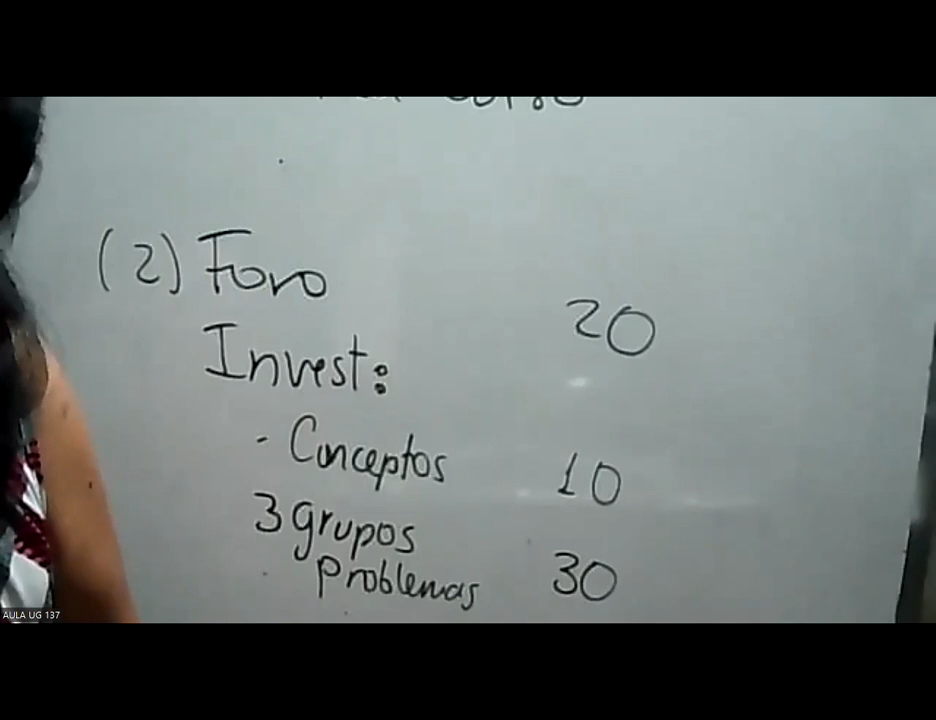 (2) Foro 20
Invest:
- Conceptos 10
3 grupos
problemas 30
AULA UG 137